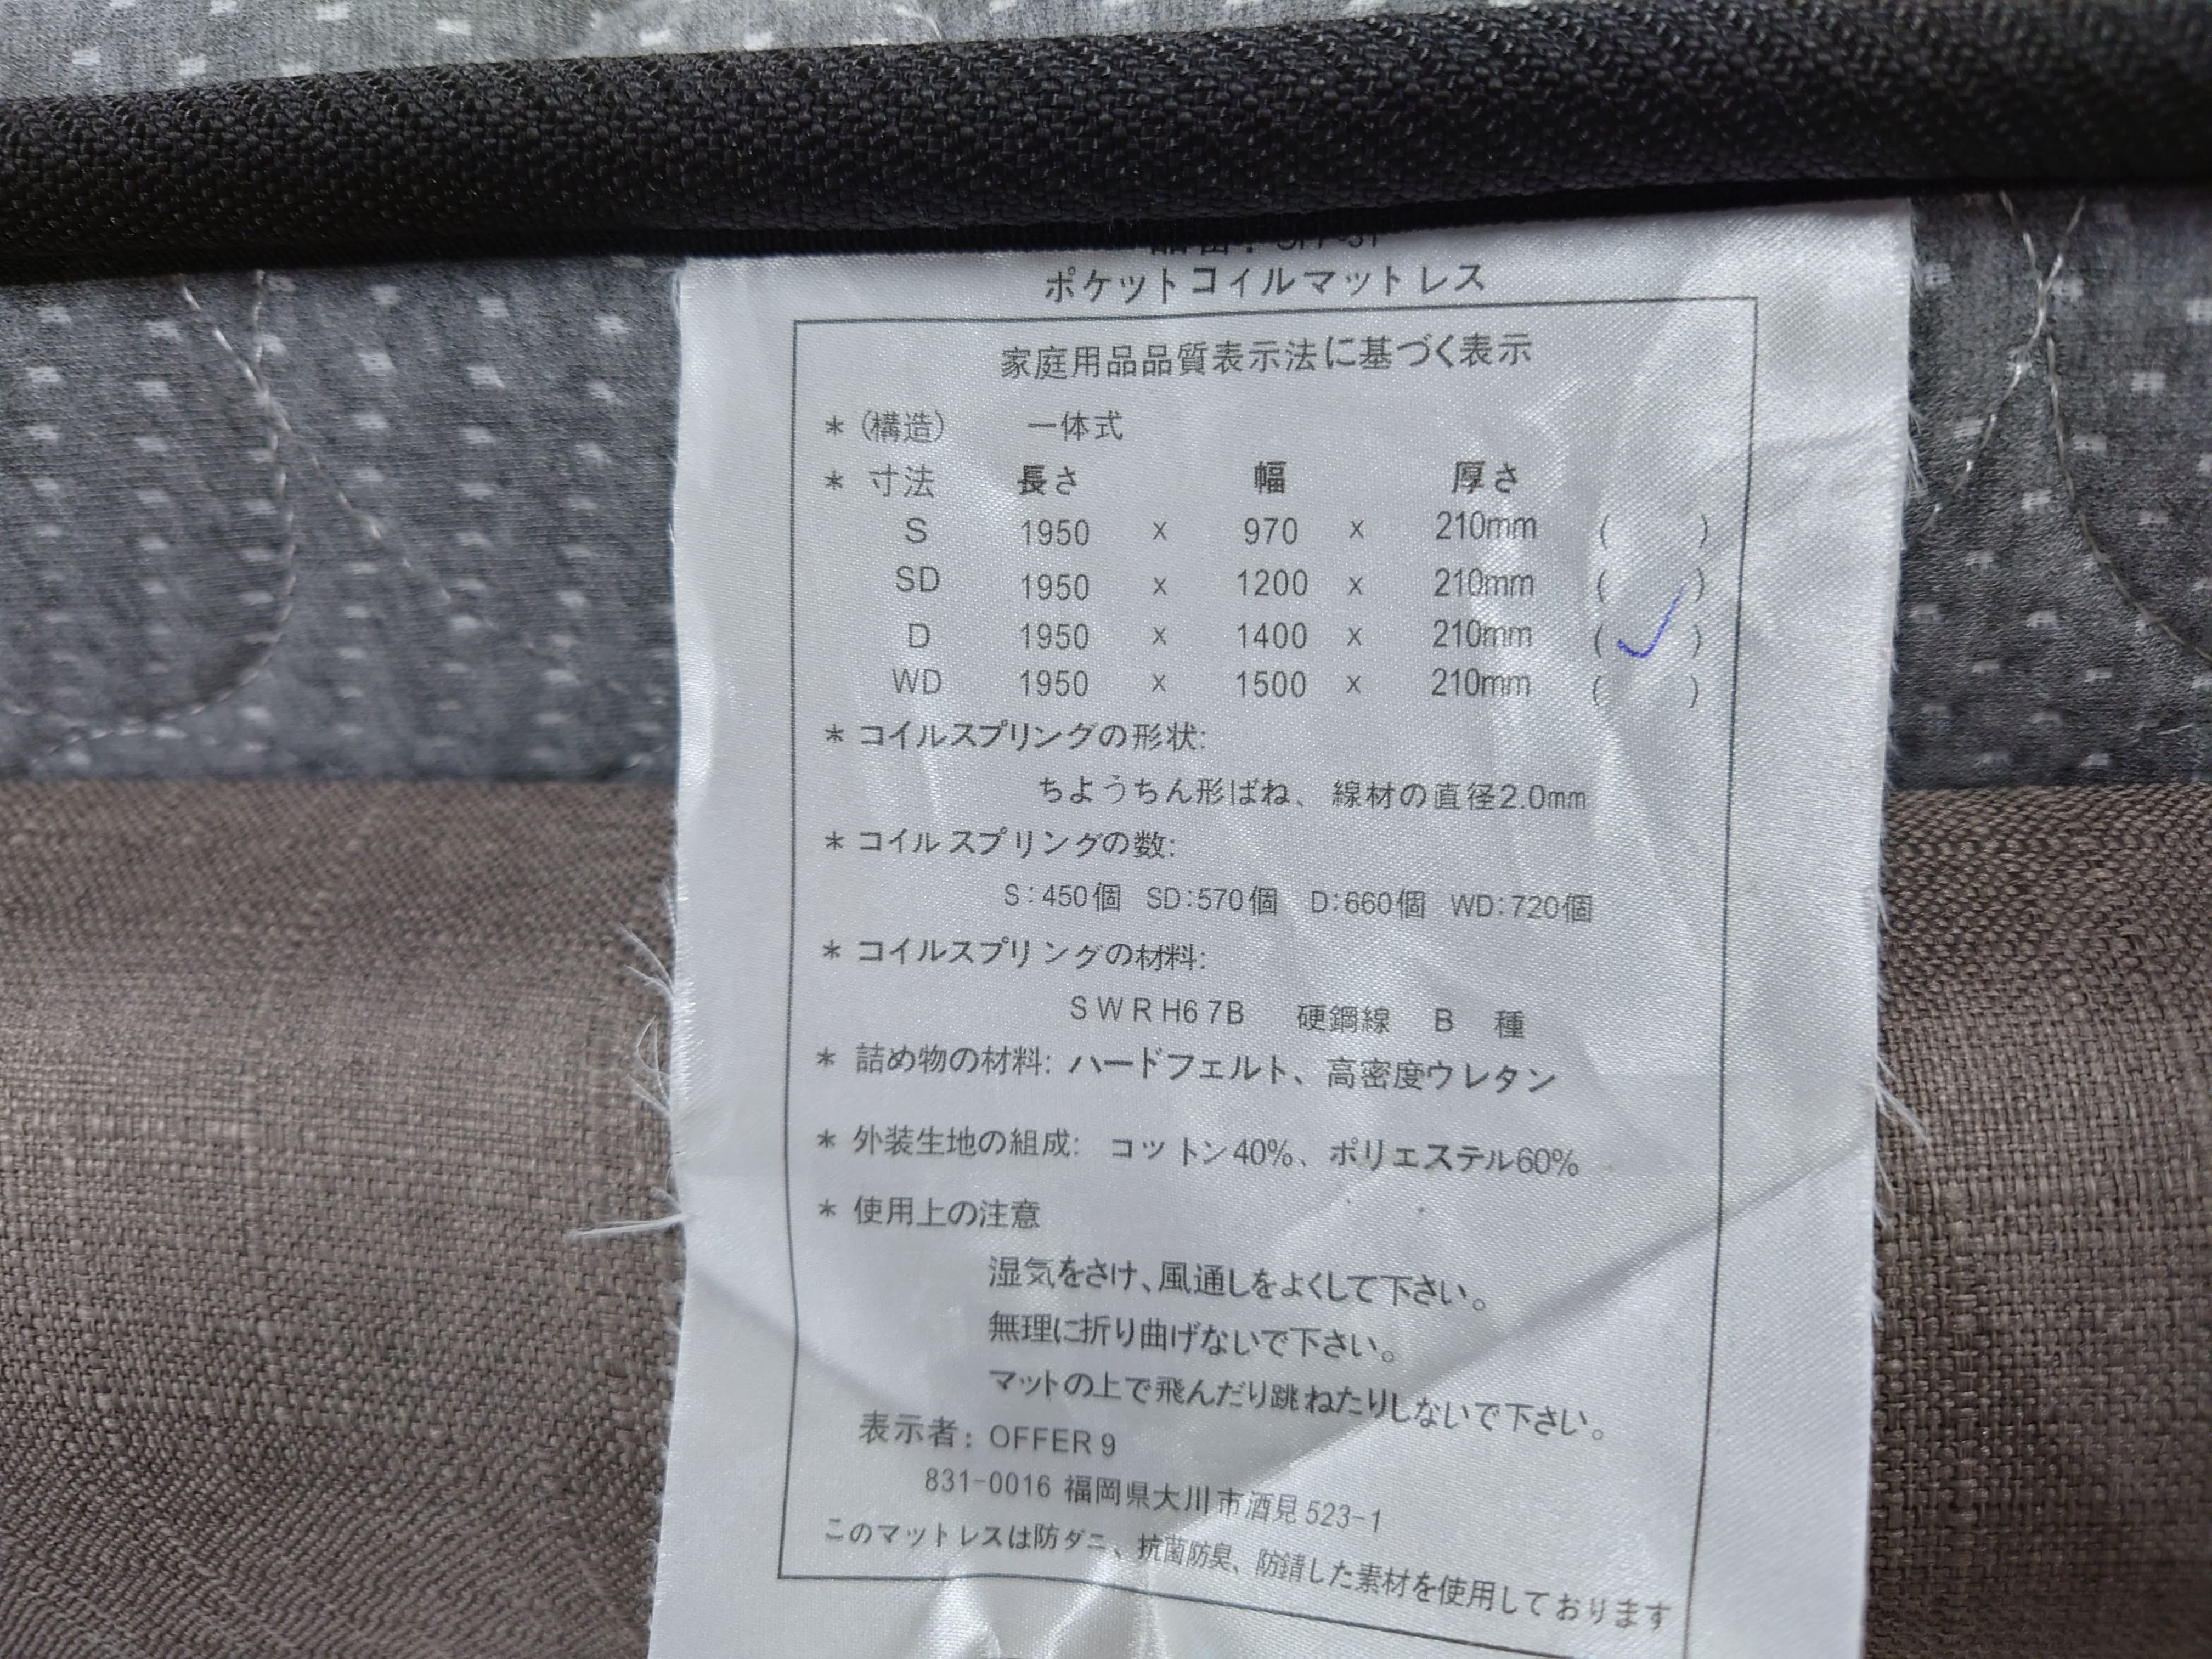 ポケットコイルマットレス
家庭用品品質表示法に基づく表示
* (構造) 一体式
* 寸法 長さ 幅 厚さ
S 1950 x 970 x 210mm ( )
SD 1950 x 1200 x 210mm ( )
D 1950 x 1400 x 210mm (✓)
WD 1950 x 1500 x 210mm ( )
* コイルスプリングの形状:
ちようちん形ばね、線材の直径2.0mm
* コイルスプリングの数:
S:450個 SD:570個 D:660個 WD:720個
* コイルスプリングの材料:
SWRH67B 硬鋼線 B 種
* 詰め物の材料: ハードフェルト、高密度ウレタン
* 外装生地の組成: コットン40%、ポリエステル60%
* 使用上の注意
湿気をさけ、風通しをよくして下さい。
無理に折り曲げないで下さい。
マットの上で飛んだり跳ねたりしないで下さい。
表示者: OFFER 9
831-0016 福岡県大川市酒見523-1
このマットレスは防ダニ、抗菌防臭、防錆した素材を使用しております